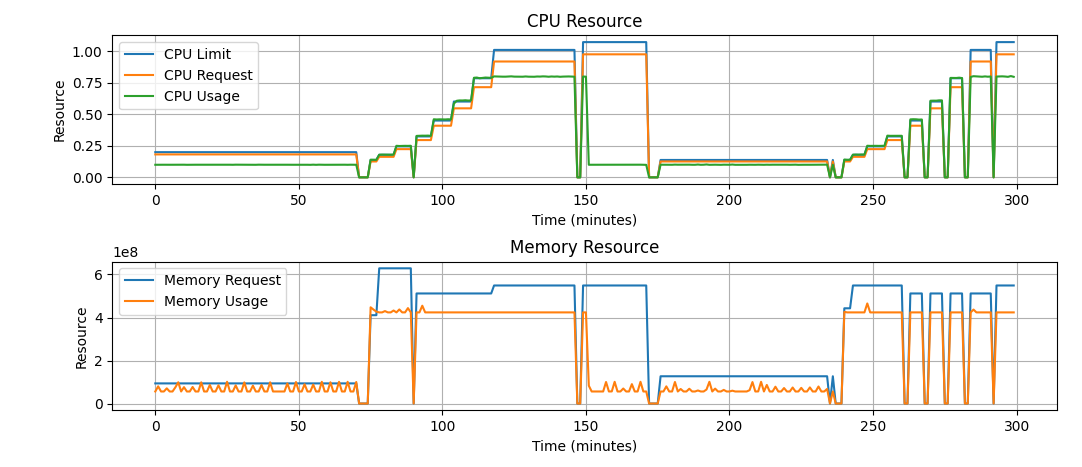 CPU Resource
1.00
0.75
0.50
0.25
0.00
Resource
CPU Limit
CPU Request
CPU Usage
0 50 100 150 200 250 300
Time (minutes)
Memory Resource
1e8
6
4
2
0
Resource
Memory Request
Memory Usage
0 50 100 150 200 250 300
Time (minutes)